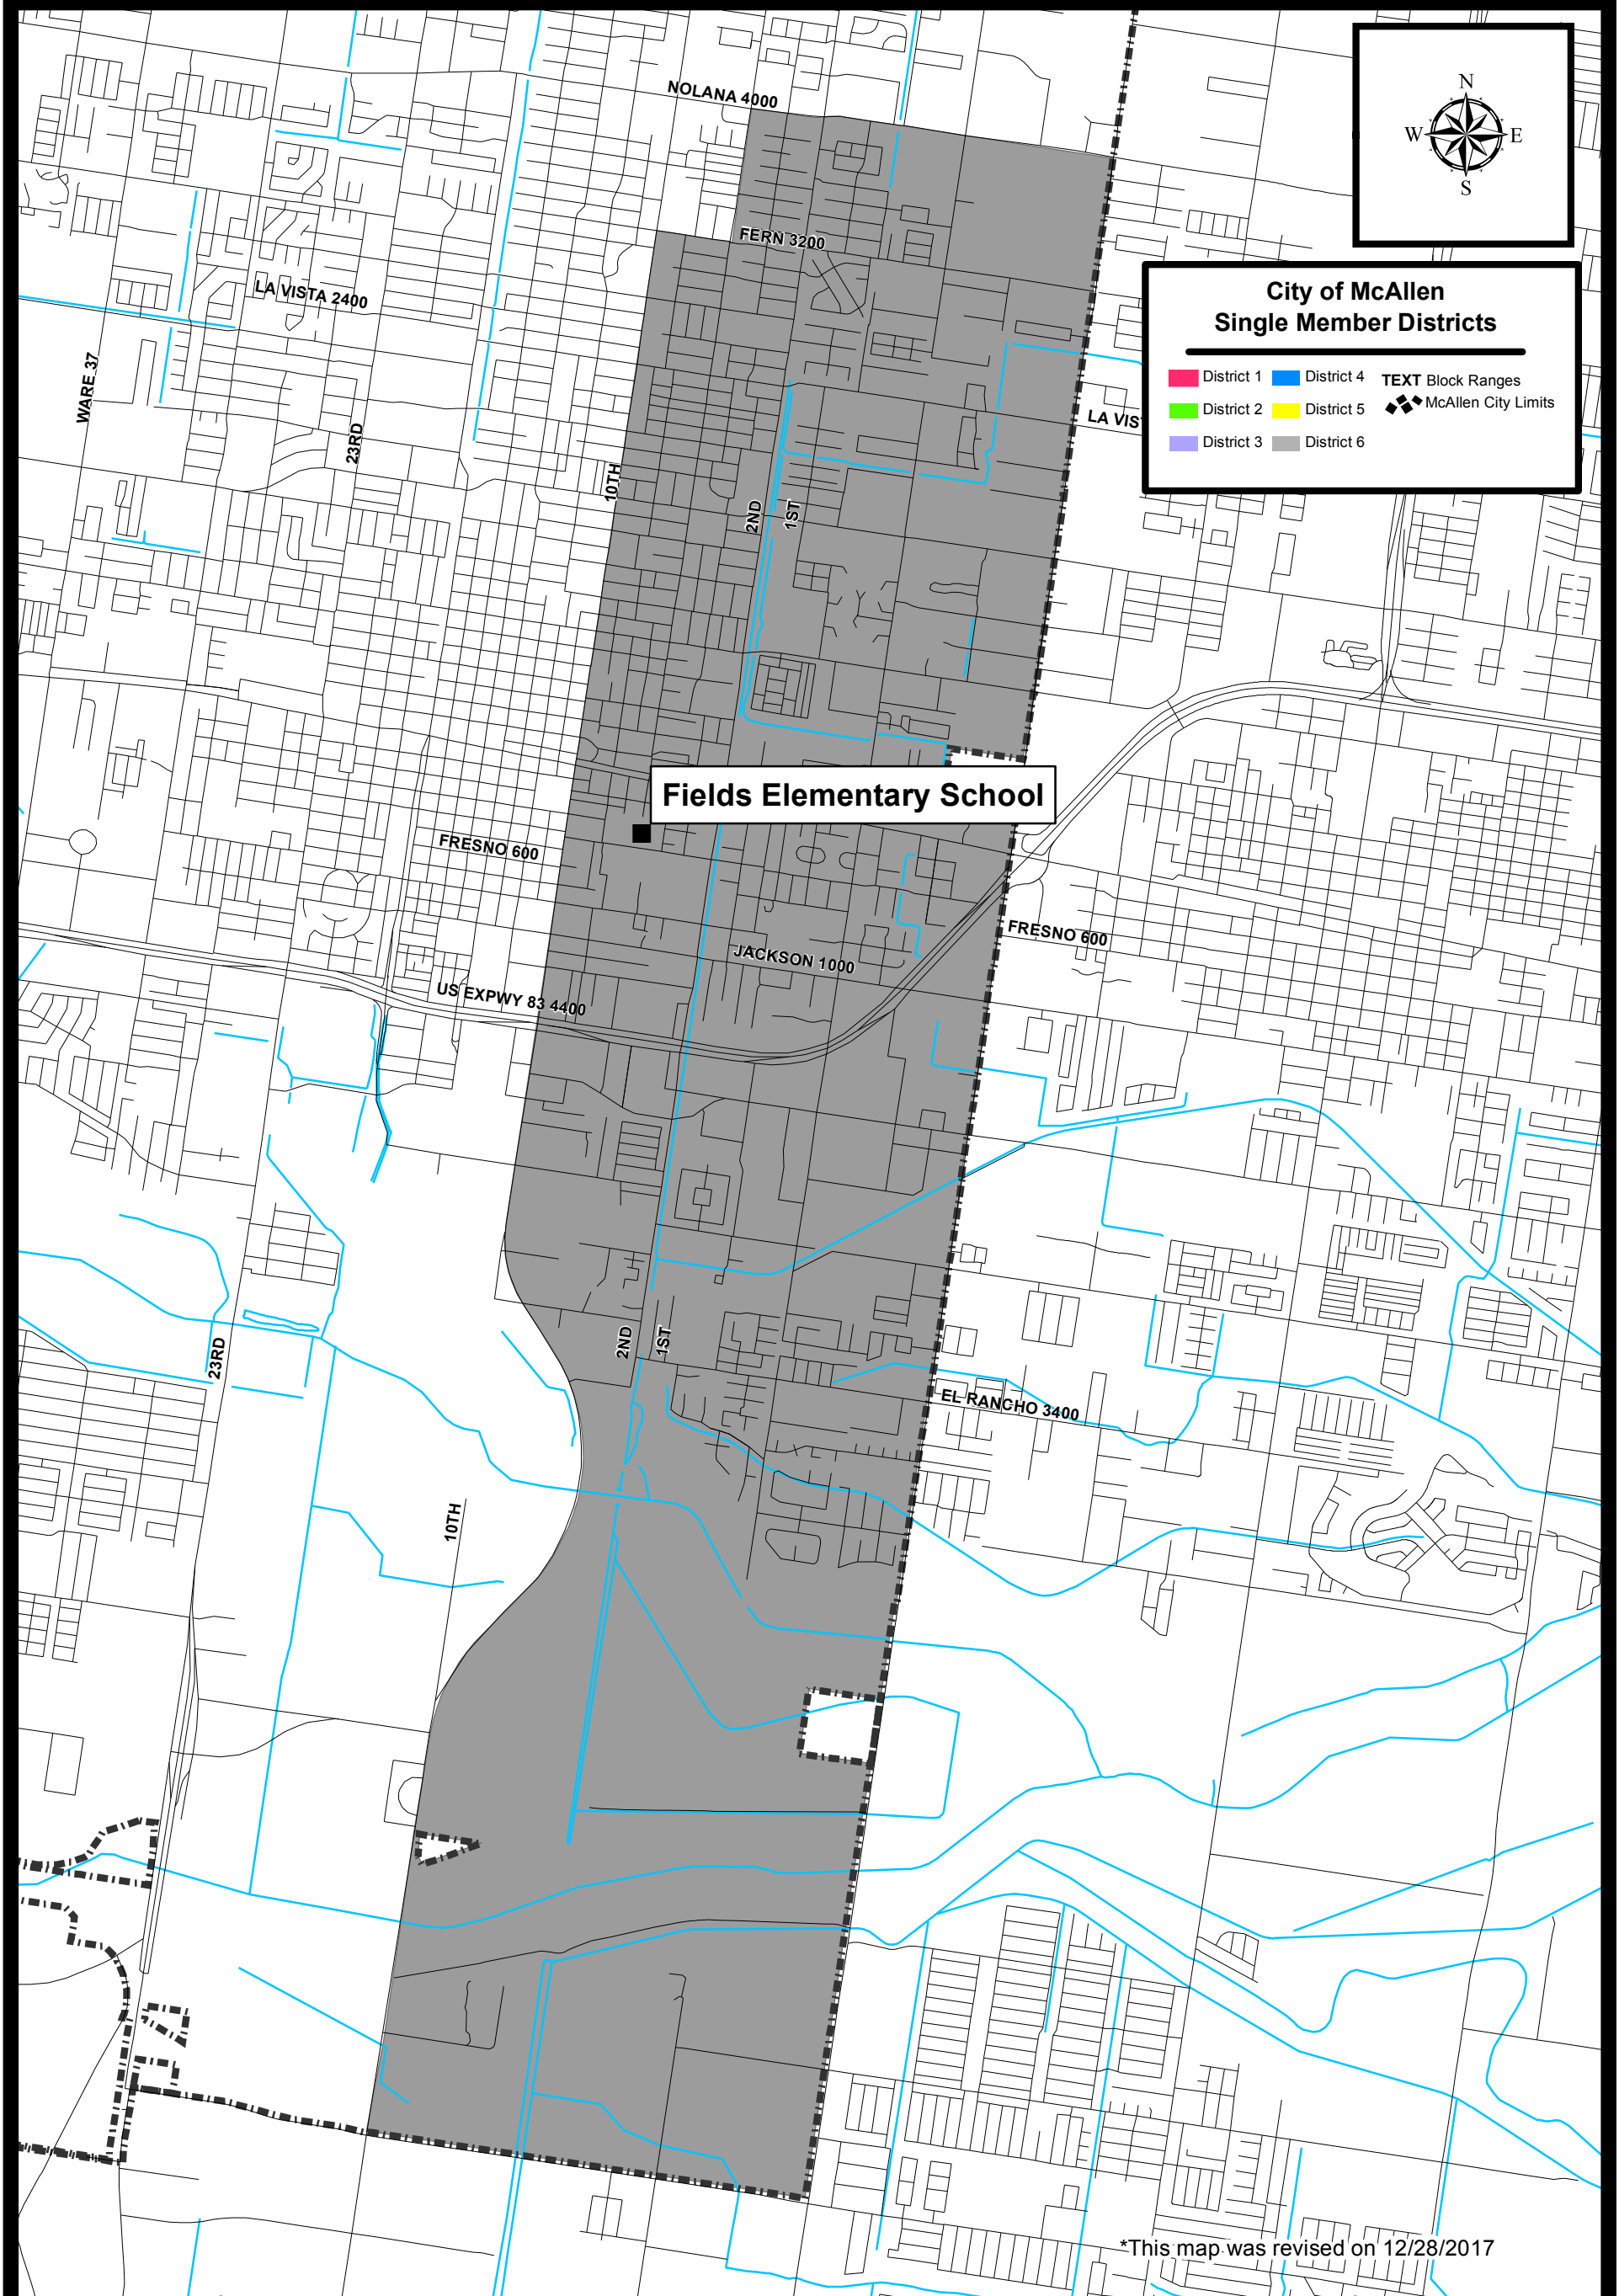 NOLANA 4000
N
W
E
S
FERN 3200
City of McAllen
Single Member Districts
District 1
District 4
TEXT Block Ranges
District 2
District 5
McAllen City Limits
District 3
District 6
LA VISTA 2400
WARE 37
LA VIS
23RD
10TH
2ND
1ST
Fields Elementary School
FRESNO 600
FRESNO 600
JACKSON 1000
US EXPWY 83 4400
2ND
1ST
23RD
EL RANCHO 3400
10TH
*This map was revised on 12/28/2017